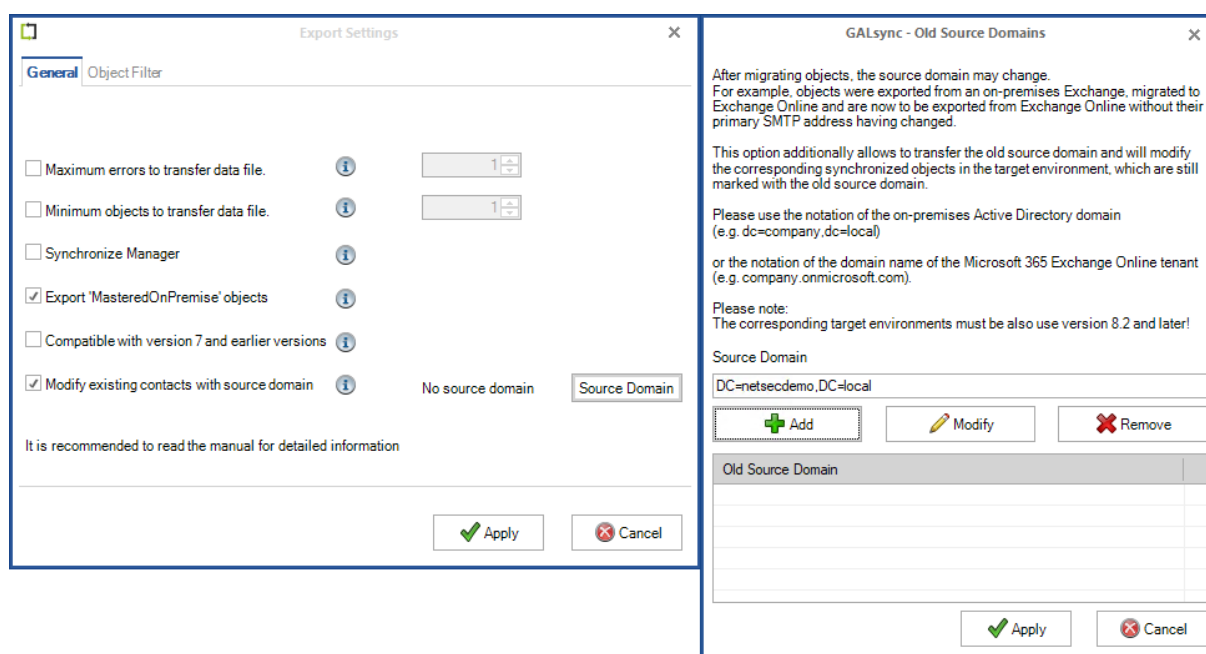 Export Settings
General
Object Filter
Maximum errors to transfer data file.
1
Minimum objects to transfer data file.
1
Synchronize Manager
Export 'MasteredOnPremise' objects
Compatible with version 7 and earlier versions
Modify existing contacts with source domain
No source domain
Source Domain
It is recommended to read the manual for detailed information
Apply
Cancel
GALsync - Old Source Domains
After migrating objects, the source domain may change.
For example, objects were exported from an on-premises Exchange, migrated to
Exchange Online and are now to be exported from Exchange Online without their
primary SMTP address having changed.
This option additionally allows to transfer the old source domain and will modify
the corresponding synchronized objects in the target environment, which are still
marked with the old source domain.
Please use the notation of the on-premises Active Directory domain
(e.g. dc=company,dc=local)
or the notation of the domain name of the Microsoft 365 Exchange Online tenant
(e.g. company.onmicrosoft.com).
Please note:
The corresponding target environments must be also use version 8.2 and later!
Source Domain
DC=netsecdemo,DC=local
Add
Modify
Remove
Old Source Domain
Apply
Cancel